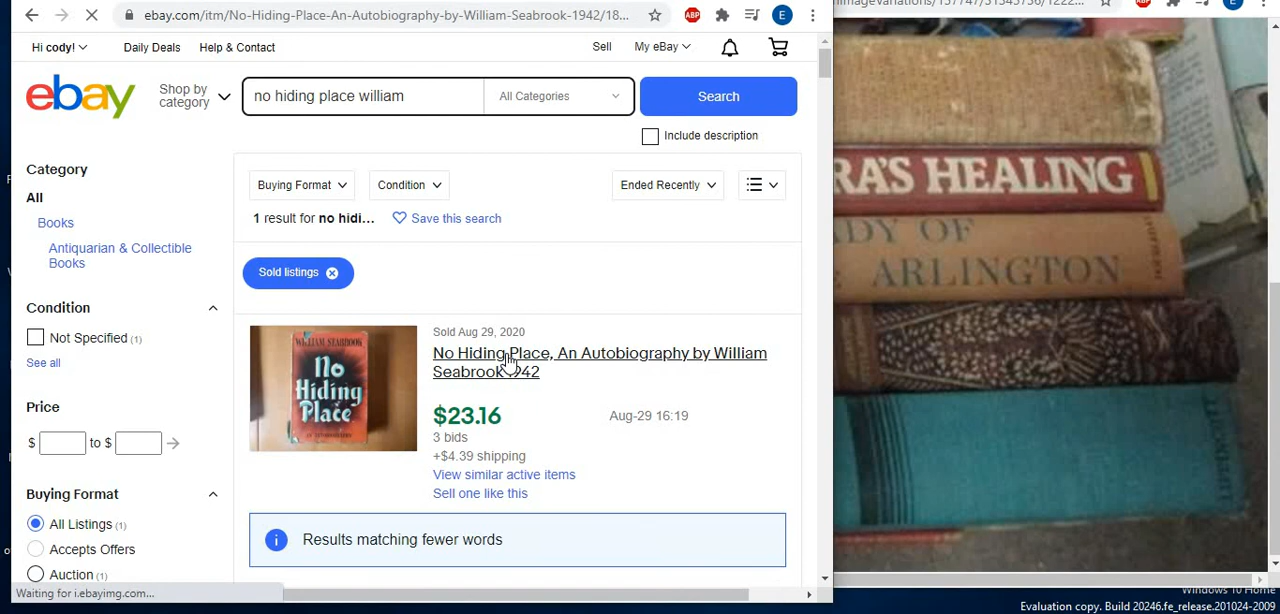 ebay.com/itm/No-Hiding-Place-An-Autobiography-by-William-Seabrook-1942/18...
ABP
E
Hi cody!
Daily Deals
Help & Contact
Sell
My eBay
ebay
Shop by
category
no hiding place william
All Categories
Search
Include description
Category
All
Books
Antiquarian & Collectible
Books
Condition
Not Specified (1)
See all
Price
$ to $
Buying Format
All Listings (1)
Accepts Offers
Auction (1)
Buying Format
Condition
Ended Recently
1 result for no hidi...
Save this search
Sold listings
Sold Aug 29, 2020
No Hiding Place, An Autobiography by William
Seabrook 1942
$23.16
Aug-29 16:19
3 bids
+$4.39 shipping
View similar active items
Sell one like this
WILLIAM SEABROOK
No
Hiding
Place
Results matching fewer words
Waiting for i.ebayimg.com...
RA'S HEALING
DY OF
ARLINGTON
Windows 10 Home
Evaluation copy. Build 20246.fe_release.201024-2009